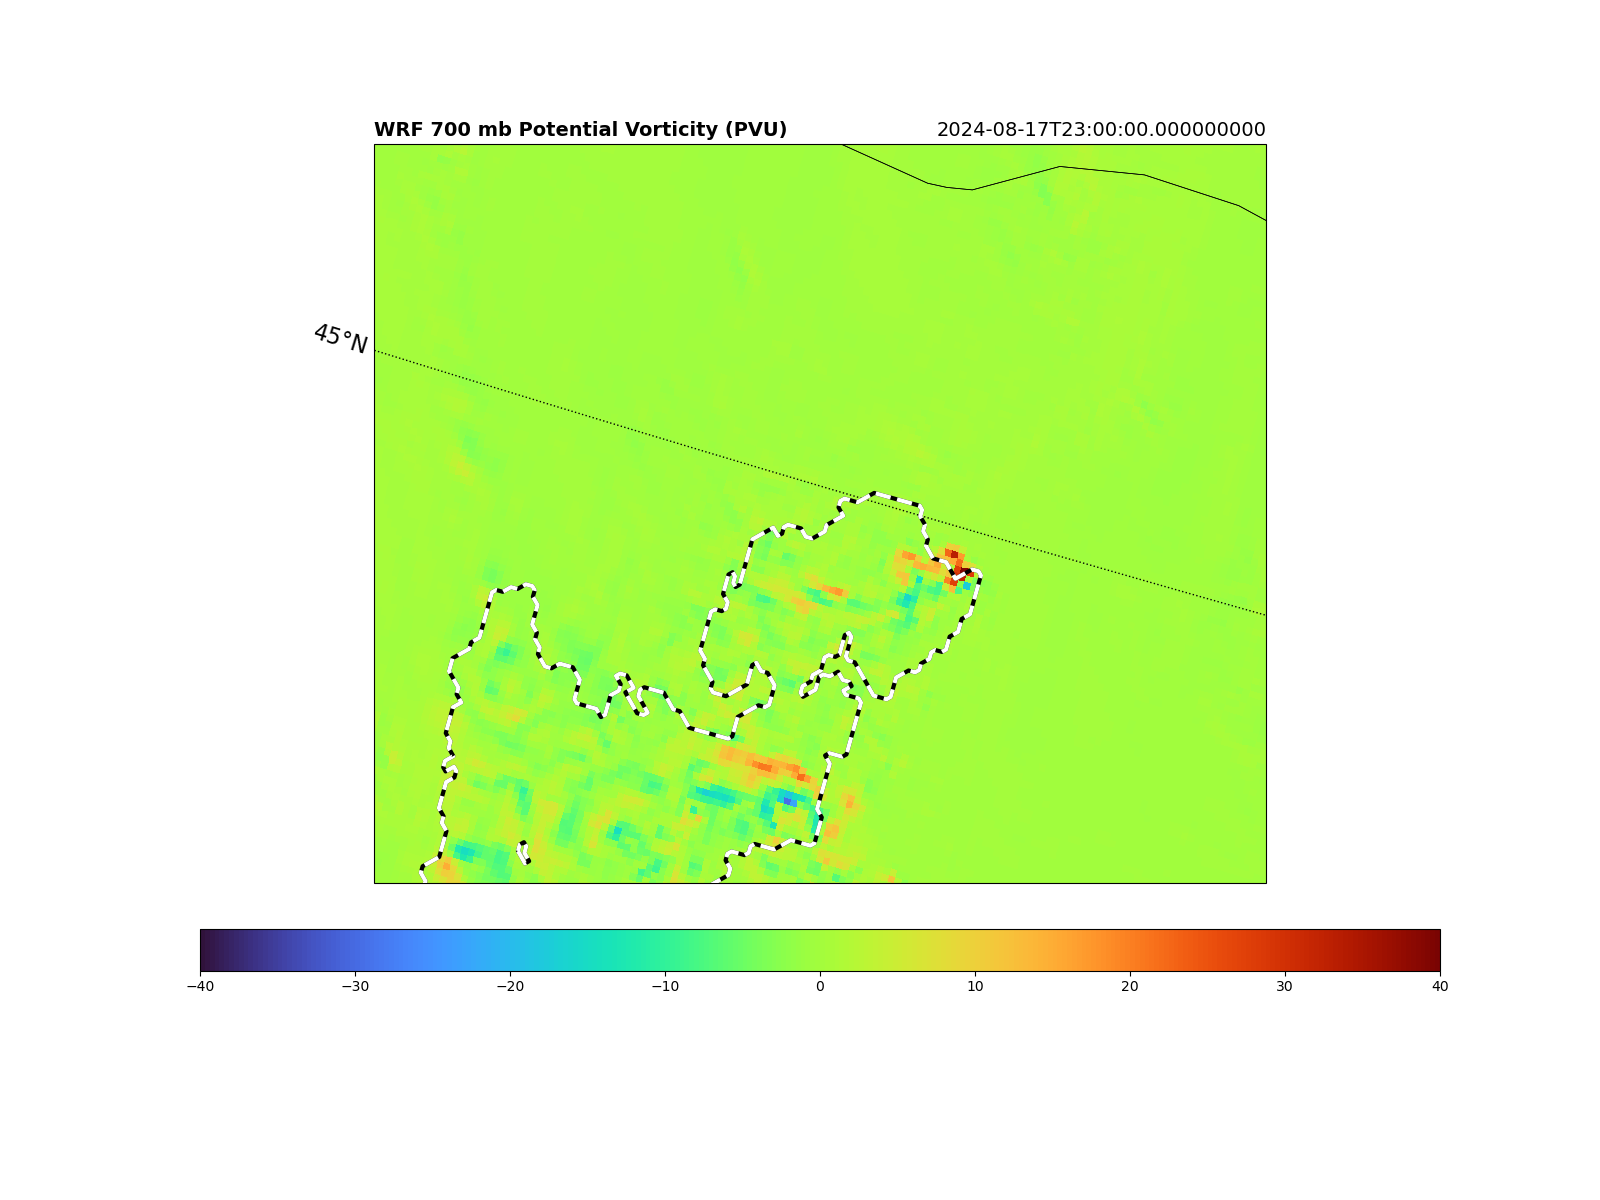 WRF 700 mb Potential Vorticity (PVU)
2024-08-17T23:00:00.000000000
45°N
−40 −30 −20 −10 0 10 20 30 40